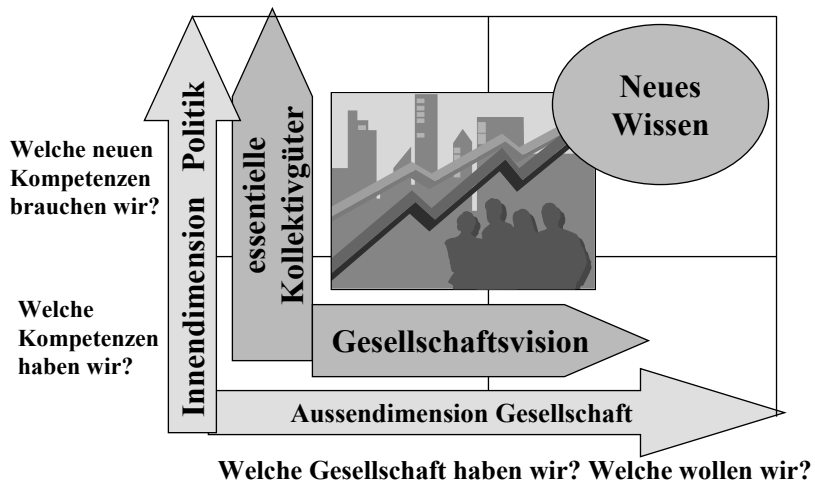 Neues
Wissen
Welche neuen
Kompetenzen
brauchen wir?
Welche
Kompetenzen
haben wir?
Innendimension Politik
essentielle
Kollektivgüter
Gesellschaftsvision
Aussendimension Gesellschaft
Welche Gesellschaft haben wir? Welche wollen wir?